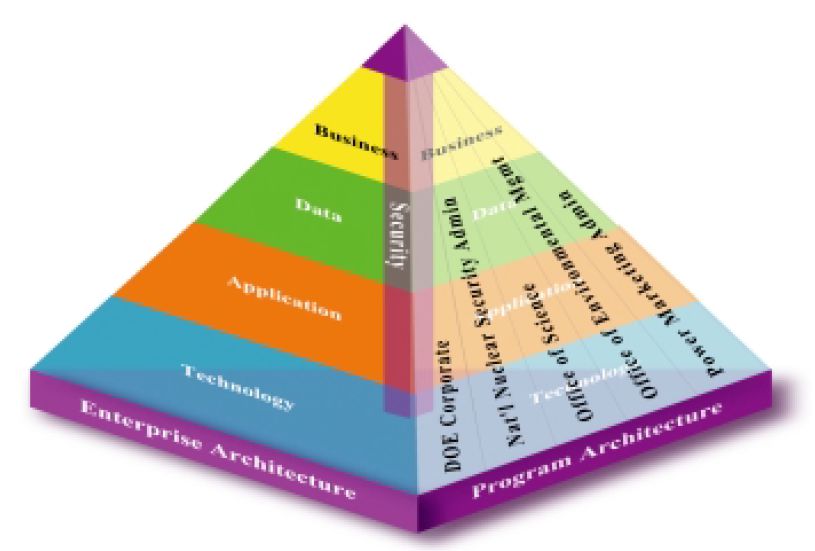 Business
Data
Application
Technology
Enterprise Architecture
Security
Business
Data
Application
Technology
DOE Corporate
Nat'l Nuclear Security Admin
Office of Science
Office of Environmental Mgmt
Power Marketing Admin
Program Architecture